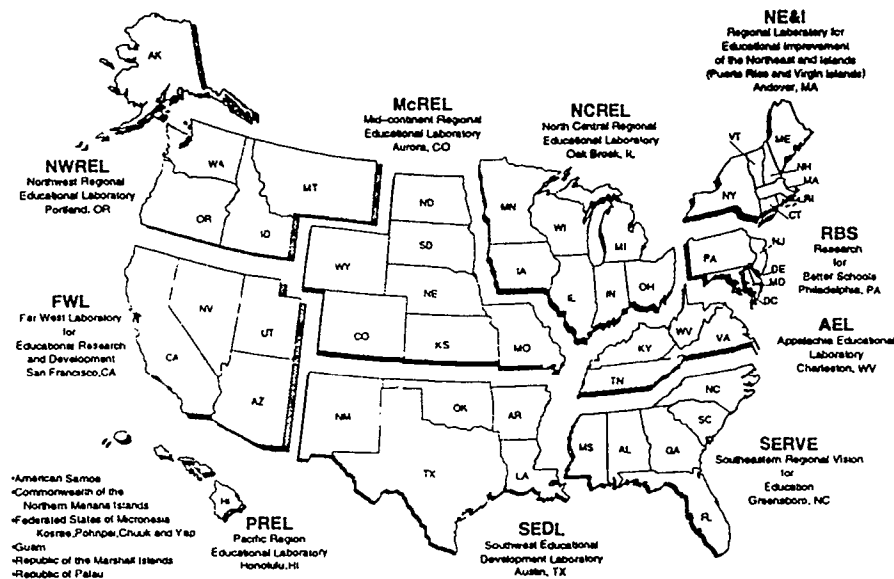 NE&I
Regional Laboratory for
Educational Improvement
of the Northeast and Islands
(Puerto Rico and Virgin Islands)
Andover, MA
McREL
Mid-continent Regional
Educational Laboratory
Aurora, CO
NCREL
North Central Regional
Educational Laboratory
Oak Brook, IL
NWREL
Northwest Regional
Educational Laboratory
Portland, OR
FWL
Far West Laboratory
for
Educational Research
and Development
San Francisco,CA
RBS
Research
for
Better Schools
Philadelphia, PA
AEL
Appalachia Educational
Laboratory
Charleston, WV
SERVE
Southeastern Regional Vision
for
Education
Greensboro, NC
SEDL
Southwest Educational
Development Laboratory
Austin, TX
PREL
Pacific Region
Educational Laboratory
Honolulu,HI
•American Samoa
•Commonwealth of the
Northern Mariana Islands
•Federated States of Micronesia
Kosrae,Pohnpei,Chuuk and Yap
•Guam
•Republic of the Marshall Islands
•Republic of Palau
AK
WA
MT
OR
ID
ND
SD
WY
NE
CO
KS
MO
MN
IA
WI
MI
IL
IN
OH
VT
ME
NH
MA
NY
RI
CT
NJ
PA
DE
MD
DC
NV
UT
CA
AZ
NM
OK
AR
TX
LA
KY
WV
VA
TN
NC
SC
MS
AL
GA
FL
HI